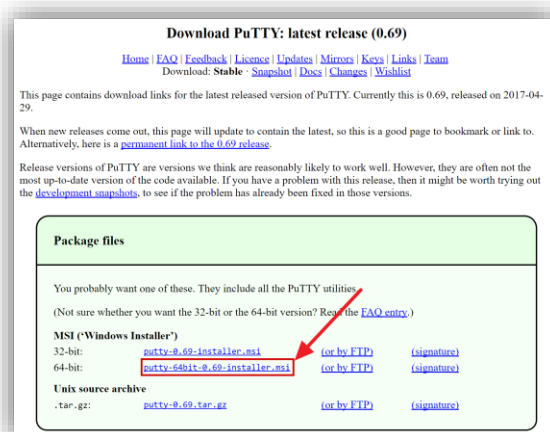 Download PuTTY: latest release (0.69)
Home | FAQ | Feedback | Licence | Updates | Mirrors | Keys | Links | Team
Download: Stable · Snapshot | Docs | Changes | Wishlist
This page contains download links for the latest released version of PuTTY. Currently this is 0.69, released on 2017-04-
29.
When new releases come out, this page will update to contain the latest, so this is a good page to bookmark or link to.
Alternatively, here is a permanent link to the 0.69 release.
Release versions of PuTTY are versions we think are reasonably likely to work well. However, they are often not the
most up-to-date version of the code available. If you have a problem with this release, then it might be worth trying out
the development snapshots, to see if the problem has already been fixed in those versions.
Package files
You probably want one of these. They include all the PuTTY utilities.
(Not sure whether you want the 32-bit or the 64-bit version? Read the FAQ entry.)
MSI (‘Windows Installer’)
32-bit: putty-0.69-installer.msi (or by FTP) (signature)
64-bit: putty-64bit-0.69-installer.msi (or by FTP) (signature)
Unix source archive
.tar.gz: putty-0.69.tar.gz (or by FTP) (signature)